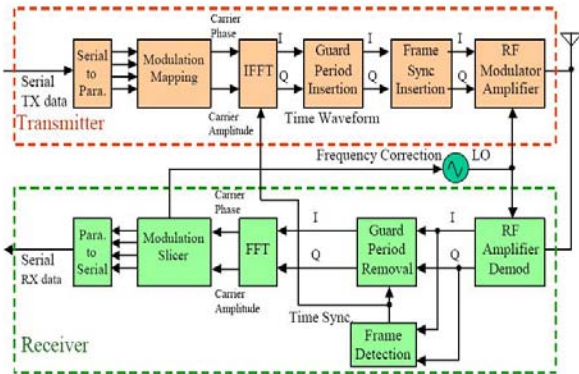 Carrier
Phase
Serial
to
Para.
Modulation
Mapping
IFFT
I
Q
Guard
Period
Insertion
I
Q
Frame
Sync
Insertion
I
Q
RF
Modulator
Amplifier
Serial
TX data
Transmitter
Carrier
Amplitude
Time Waveform
Frequency Correction
LO
Para.
to
Serial
Modulation
Slicer
Carrier
Phase
FFT
I
Q
Guard
Period
Removal
I
Q
RF
Amplifier
Demod
Serial
RX data
Carrier
Amplitude
Time Sync.
Frame
Detection
Receiver